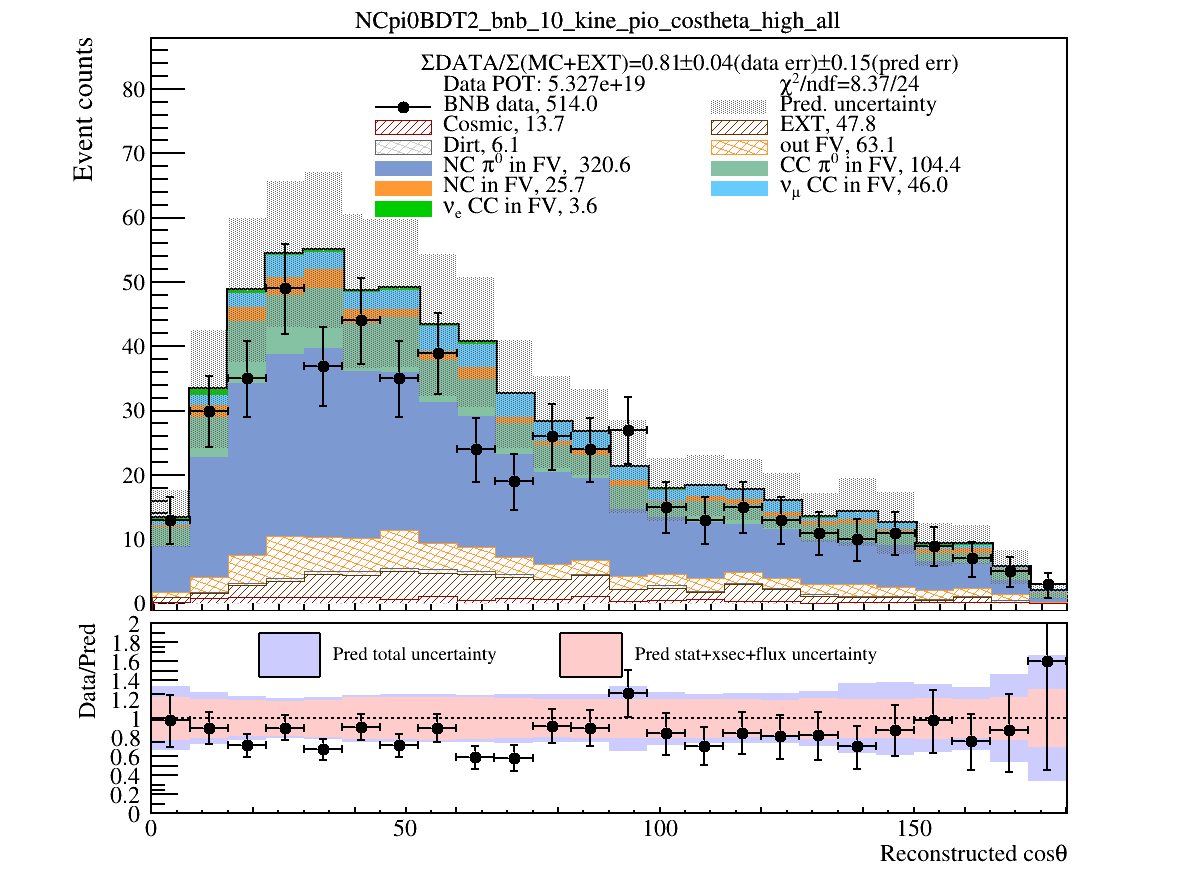 NCpi0BDT2_bnb_10_kine_pio_costheta_high_all
ΣDATA/Σ(MC+EXT)=0.81±0.04(data err)±0.15(pred err)
Data POT: 5.327e+19 χ²/ndf=8.37/24
BNB data, 514.0 Pred. uncertainty
Cosmic, 13.7 EXT, 47.8
Dirt, 6.1 out FV, 63.1
NC π⁰ in FV, 320.6 CC π⁰ in FV, 104.4
NC in FV, 25.7 νμ CC in FV, 46.0
νe CC in FV, 3.6
Event counts
80
70
60
50
40
30
20
10
0
Data/Pred
2
1.8
1.6
1.4
1.2
1
0.8
0.6
0.4
0.2
0
Pred total uncertainty Pred stat+xsec+flux uncertainty
0 50 100 150
Reconstructed cosθ